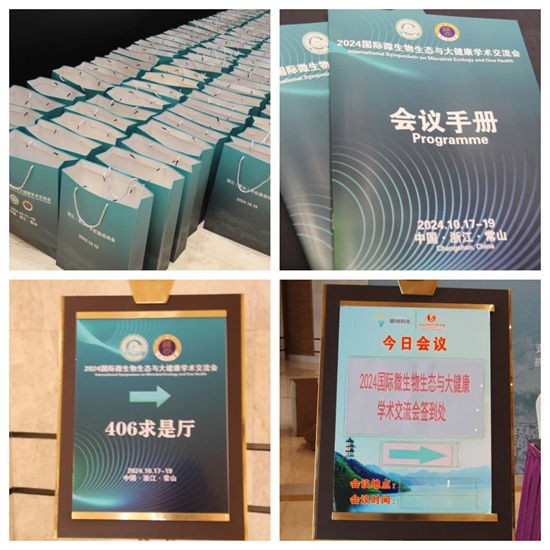 2024.10.19
2024国际微生物生态与大健康学术交流会
International Symposium on Microbial Ecology and One Health
会议手册
Programme
2024.10.17-19
中国·浙江·常山
Changshan, China
2024国际微生物生态与大健康学术交流会
International Symposium on Microbial Ecology and One Health
406求是厅
2024.10.17-19
中国·浙江·常山
今日会议
2024国际微生物生态与大健康
学术交流会签到处
会议地点:
会议时间: